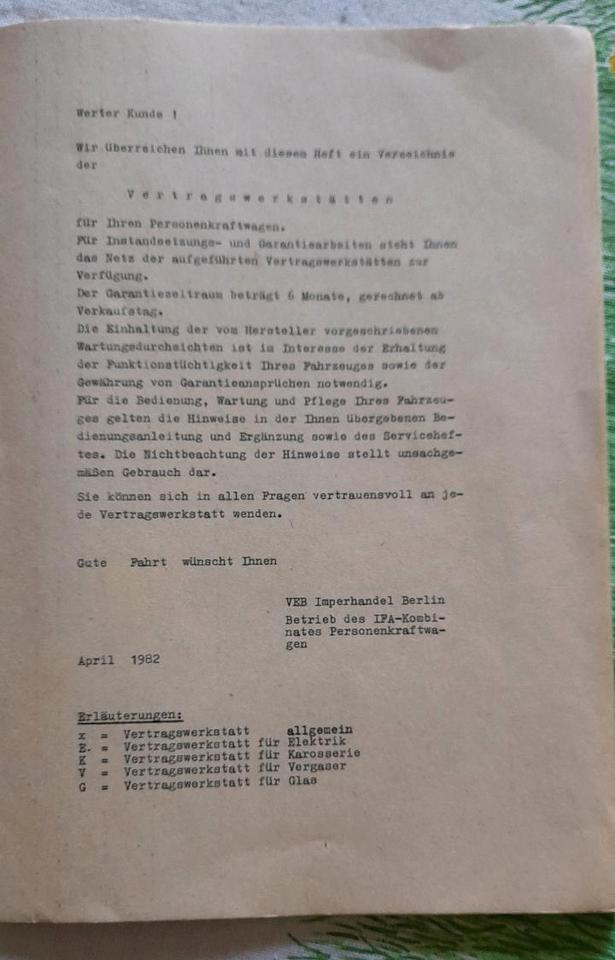 Werter Kunde !
Wir überreichen Ihnen mit diesem Heft ein Verzeichnis
der
V e r t r a g s w e r k s t ä t t e n
für Ihren Personenkraftwagen.
Für Instandsetzungs- und Garantiearbeiten steht Ihnen
das Netz der aufgeführten Vertragswerkstätten zur
Verfügung.
Der Garantiezeitraum beträgt 6 Monate, gerechnet ab
Verkaufstag.
Die Einhaltung der vom Hersteller vorgeschriebenen
Wartungsdurchsichten ist im Interesse der Erhaltung
der Funktionstüchtigkeit Ihres Fahrzeuges sowie der
Gewährung von Garantieansprüchen notwendig.
Für die Bedienung, Wartung und Pflege Ihres Fahrzeu-
ges gelten die Hinweise in der Ihnen übergebenen Be-
dienungsanleitung und Ergänzung sowie des Servicehef-
tes. Die Nichtbeachtung der Hinweise stellt unsachge-
mäßen Gebrauch dar.
Sie können sich in allen Fragen vertrauensvoll an je-
de Vertragswerkstatt wenden.
Gute Fahrt wünscht Ihnen
VEB Imperhandel Berlin
Betrieb des IFA-Kombi-
nates Personenkraftwa-
gen
April 1982
Erläuterungen:
x = Vertragswerkstatt allgemein
E. = Vertragswerkstatt für Elektrik
K = Vertragswerkstatt für Karosserie
V = Vertragswerkstatt für Vergaser
G = Vertragswerkstatt für Glas